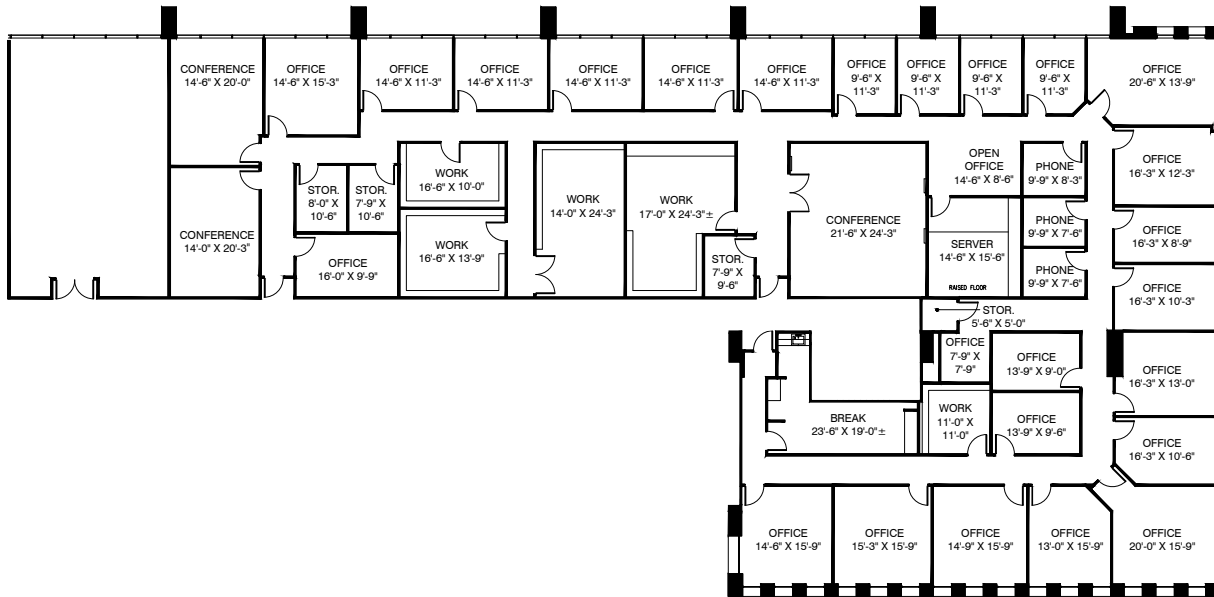 CONFERENCE
14'-6" X 20'-0"
OFFICE
14'-6" X 15'-3"
OFFICE
14'-6" X 11'-3"
OFFICE
14'-6" X 11'-3"
OFFICE
14'-6" X 11'-3"
OFFICE
14'-6" X 11'-3"
OFFICE
14'-6" X 11'-3"
OFFICE
9'-6" X
11'-3"
OFFICE
9'-6" X
11'-3"
OFFICE
9'-6" X
11'-3"
OFFICE
9'-6" X
11'-3"
OFFICE
20'-6" X 13'-9"
CONFERENCE
14'-0" X 20'-3"
STOR.
8'-0" X
10'-6"
STOR.
7'-9" X
10'-6"
WORK
16'-6" X 10'-0"
WORK
16'-6" X 13'-9"
OFFICE
16'-0" X 9'-9"
WORK
14'-0" X 24'-3"
WORK
17'-0" X 24'-3"±
STOR.
7'-9" X
9'-6"
CONFERENCE
21'-6" X 24'-3"
OPEN
OFFICE
14'-6" X 8'-6"
SERVER
14'-6" X 15'-6"
RAISED FLOOR
PHONE
9'-9" X 8'-3"
PHONE
9'-9" X 7'-6"
PHONE
9'-9" X 7'-6"
OFFICE
16'-3" X 12'-3"
OFFICE
16'-3" X 8'-9"
OFFICE
16'-3" X 10'-3"
STOR.
5'-6" X 5'-0"
OFFICE
7'-9" X
7'-9"
OFFICE
13'-9" X 9'-0"
OFFICE
16'-3" X 13'-0"
BREAK
23'-6" X 19'-0"±
WORK
11'-0" X
11'-0"
OFFICE
13'-9" X 9'-6"
OFFICE
16'-3" X 10'-6"
OFFICE
14'-6" X 15'-9"
OFFICE
15'-3" X 15'-9"
OFFICE
14'-9" X 15'-9"
OFFICE
13'-0" X 15'-9"
OFFICE
20'-0" X 15'-9"